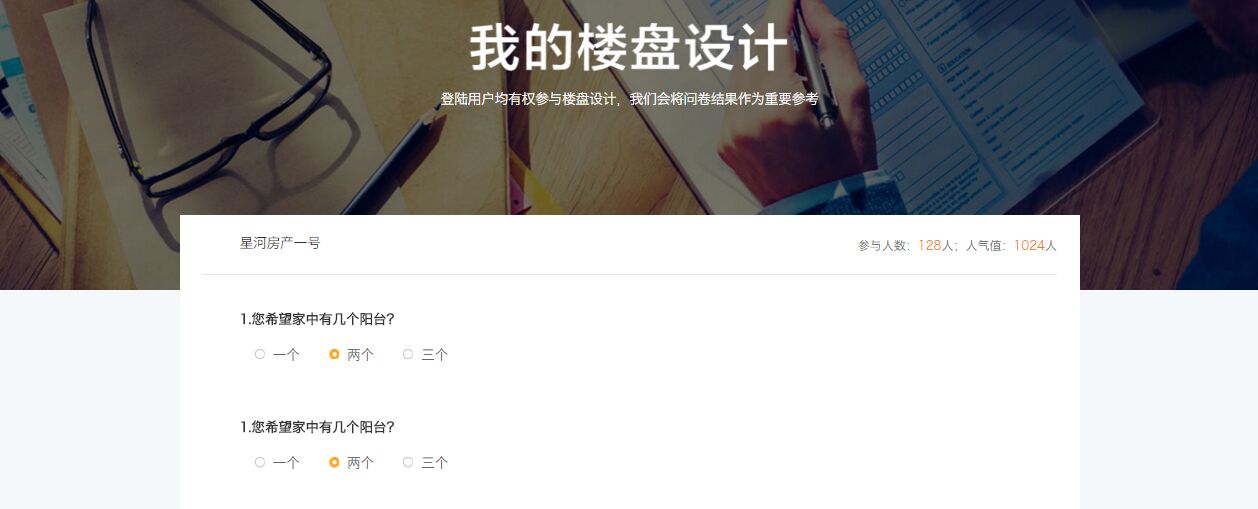 我的楼盘设计
登陆用户均有权参与楼盘设计，我们会将问卷结果作为重要参考
星河房产一号
参与人数：128人；人气值：1024人
1.您希望家中有几个阳台？
一个 两个 三个
1.您希望家中有几个阳台？
一个 两个 三个